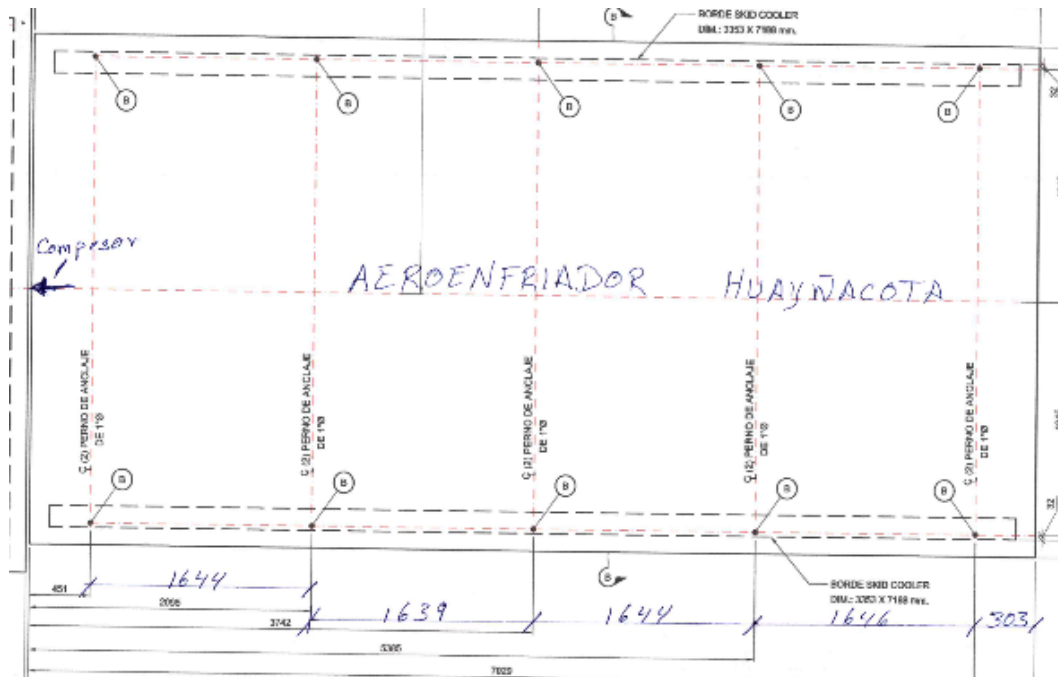 B
BORDE SKID COOLER
DIM.: 3353 X 7188 mm.
B
B
B
B
B
Compresor
AEROENFRIADOR HUAYÑACOTA
₵ (2) PERNO DE ANCLAJE
DE 1"Ø
₵ (2) PERNO DE ANCLAJE
DE 1"Ø
₵ (2) PERNO DE ANCLAJE
DE 1"Ø
₵ (2) PERNO DE ANCLAJE
DE 1"Ø
₵ (2) PERNO DE ANCLAJE
DE 1"Ø
B
B
B
B
B
32
B
BORDE SKID COOLER
DIM.: 3353 X 7188 mm.
451
1644
2095
1639
1644
1646
303
3742
5385
7029